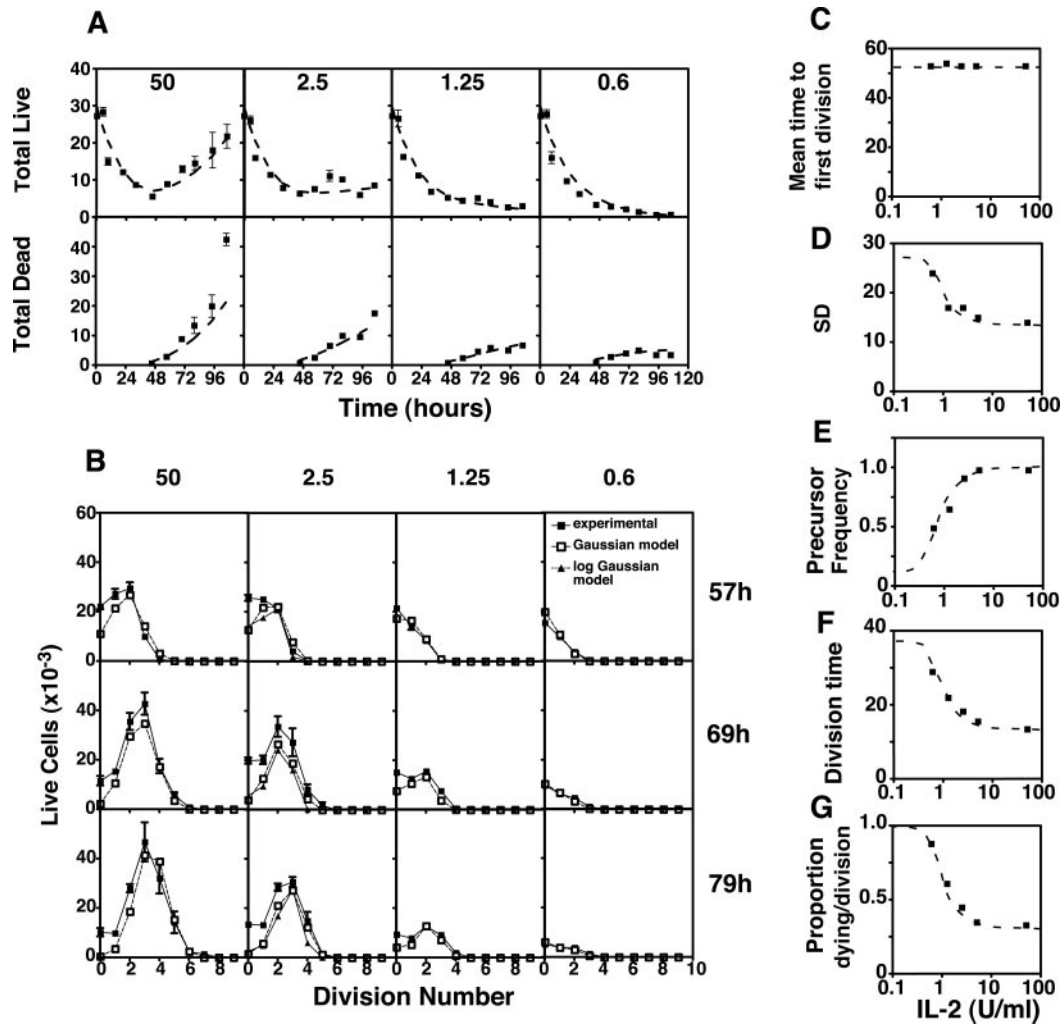 A
50 2.5 1.25 0.6
Total Live
40
30
20
10
0
Total Dead
40
30
20
10
0
0 24 48 72 96 0 24 48 72 96 0 24 48 72 96 0 24 48 72 96 120
Time (hours)
B
50 2.5 1.25 0.6
experimental
Gaussian model
log Gaussian
model
57h
69h
79h
Live Cells (x10-3)
60
40
20
0
40
20
0
40
20
0
0 2 4 6 8 0 2 4 6 8 0 2 4 6 8 0 2 4 6 8 10
Division Number
C
Mean time to
first division
60
40
20
0
0.1 1 10 100
D
SD
30
20
10
0
0.1 1 10 100
E
Precursor
Frequency
1.0
0.5
0
0.1 1 10 100
F
Division time
40
20
0
0.1 1 10 100
G
Proportion
dying/division
1.0
0.5
0
0.1 1 10 100
IL-2 (U/ml)